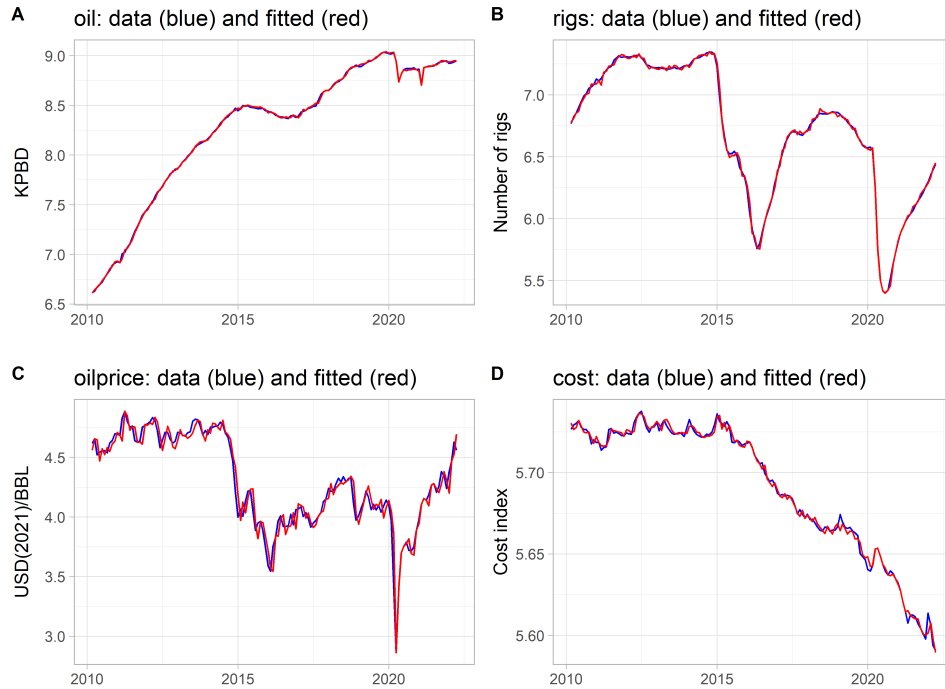 A
oil: data (blue) and fitted (red)
KPBD
9.0
8.5
8.0
7.5
7.0
6.5
2010
2015
2020
B
rigs: data (blue) and fitted (red)
Number of rigs
7.0
6.5
6.0
5.5
2010
2015
2020
C
oilprice: data (blue) and fitted (red)
USD(2021)/BBL
4.5
4.0
3.5
3.0
2010
2015
2020
D
cost: data (blue) and fitted (red)
Cost index
5.70
5.65
5.60
2010
2015
2020